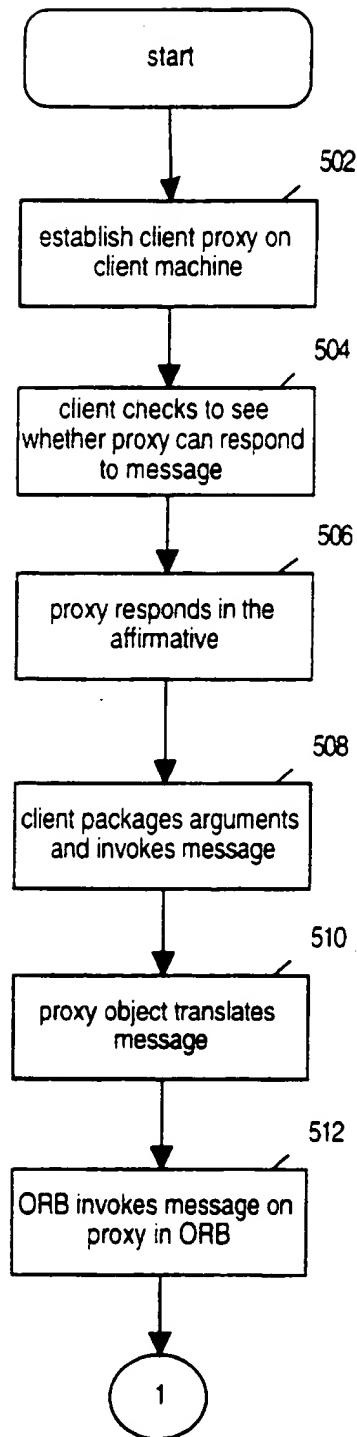 start
502
establish client proxy on
client machine
504
client checks to see
whether proxy can respond
to message
506
proxy responds in the
affirmative
508
client packages arguments
and invokes message
510
proxy object translates
message
512
ORB invokes message on
proxy in ORB
1